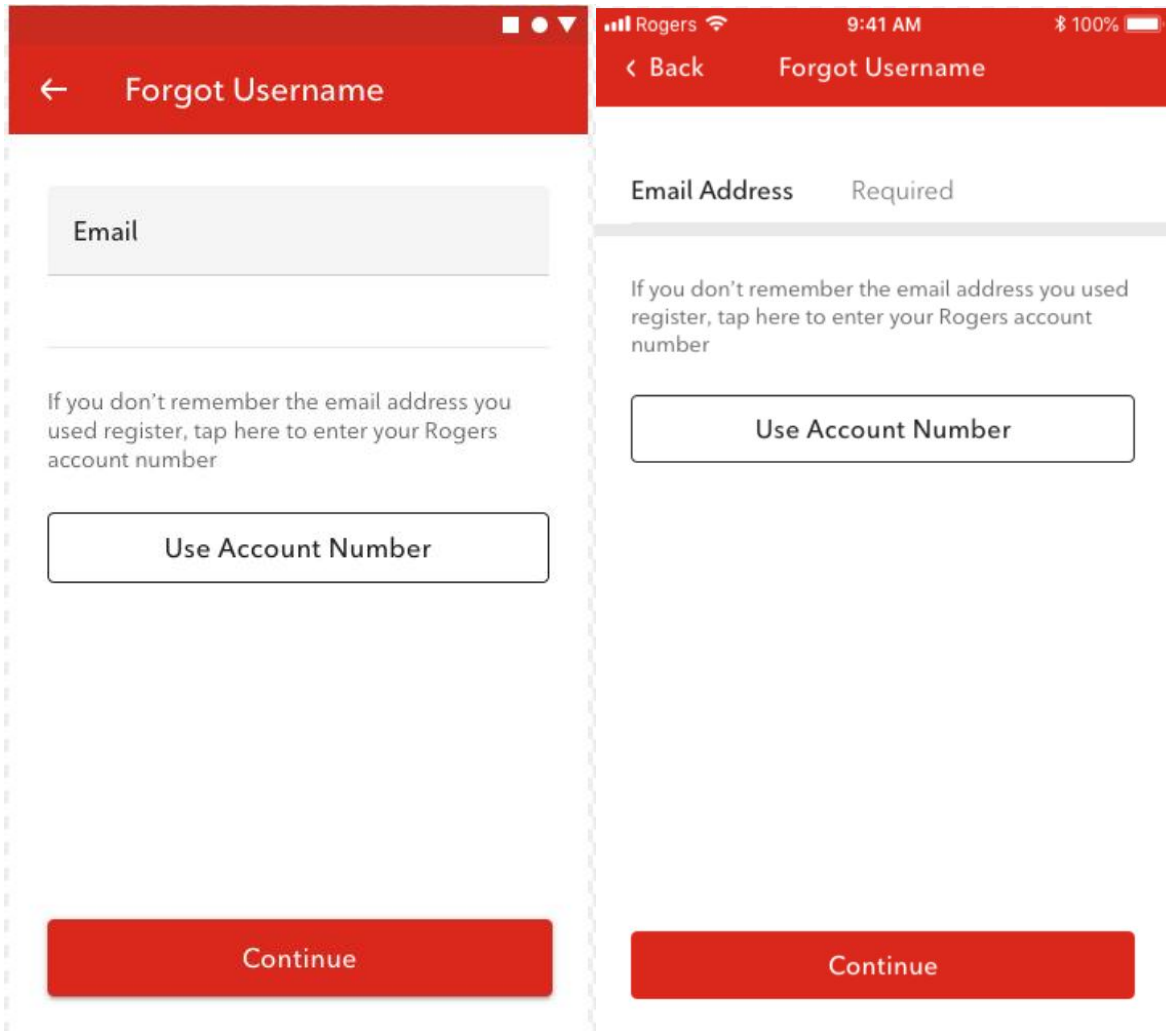 Forgot Username
Email
If you don't remember the email address you
used register, tap here to enter your Rogers
account number
Use Account Number
Continue
Rogers
9:41 AM
100%
Back
Forgot Username
Email Address
Required
If you don't remember the email address you used
register, tap here to enter your Rogers account
number
Use Account Number
Continue